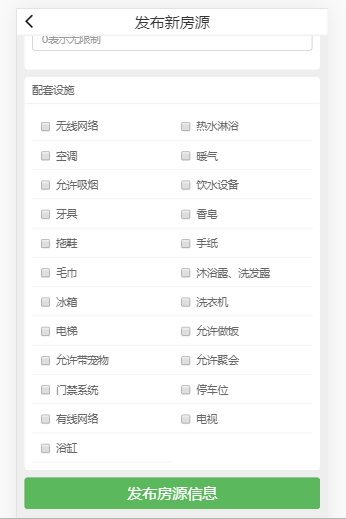 发布新房源
0表示无限制
配套设施
无线网络 热水淋浴
空调 暖气
允许吸烟 饮水设备
牙具 香皂
拖鞋 手纸
毛巾 沐浴露、洗发露
冰箱 洗衣机
电梯 允许做饭
允许带宠物 允许聚会
门禁系统 停车位
有线网络 电视
浴缸
发布房源信息